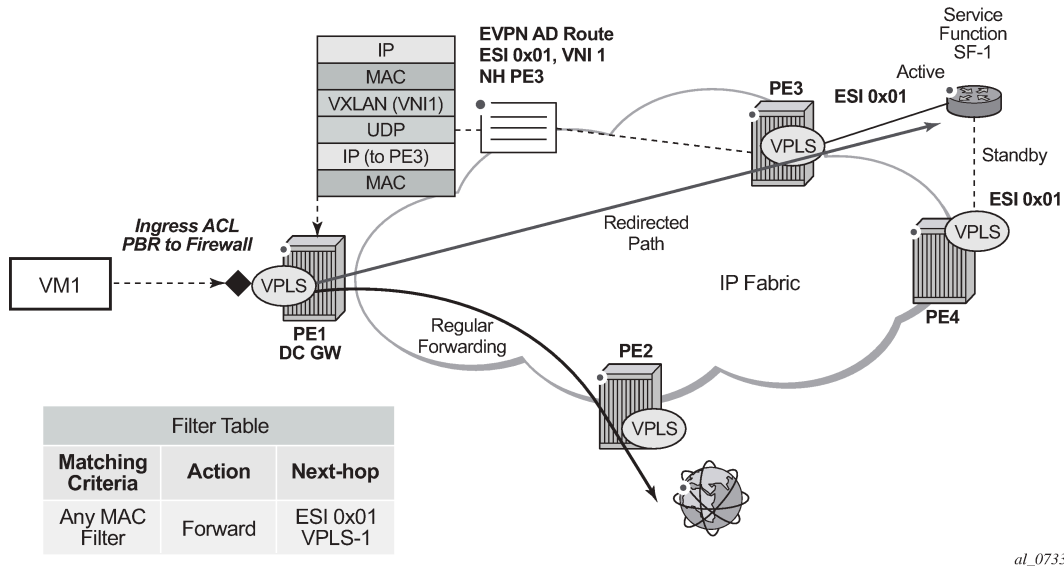 IP
MAC
VXLAN (VNI1)
UDP
IP (to PE3)
MAC
EVPN AD Route
ESI 0x01, VNI 1
NH PE3
Service
Function
SF-1
Active
ESI 0x01
PE3
VPLS
Standby
ESI 0x01
VPLS
PE4
Ingress ACL
PBR to Firewall
VM1
VPLS
PE1
DC GW
Redirected
Path
IP Fabric
Regular
Forwarding
PE2
VPLS
Filter Table
Matching
Criteria
Action
Next-hop
Any MAC
Filter
Forward
ESI 0x01
VPLS-1
al_0733